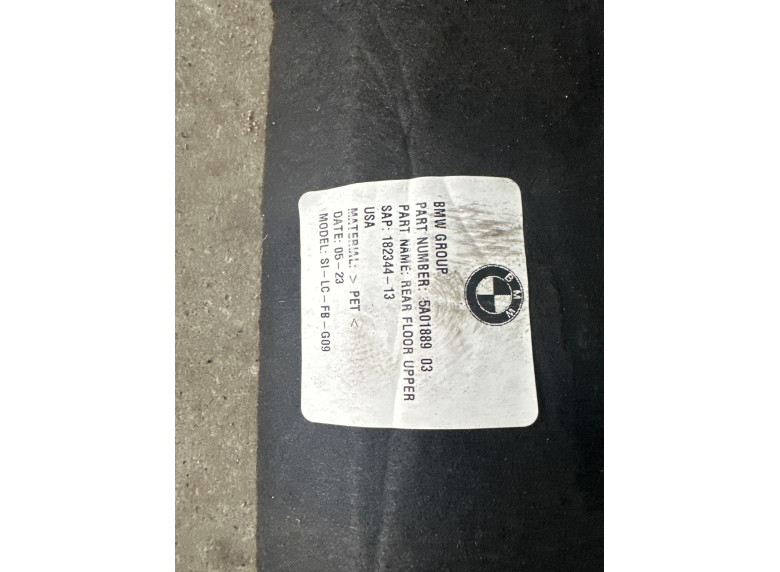 BMW
BMW GROUP
PART NUMBER: 5A01889 03
PART NAME: REAR FLOOR UPPER
SAP: 182344-13
USA
MATERIAL: > PET <
DATE: 05-23
MODEL: SI-LC-FB-G09